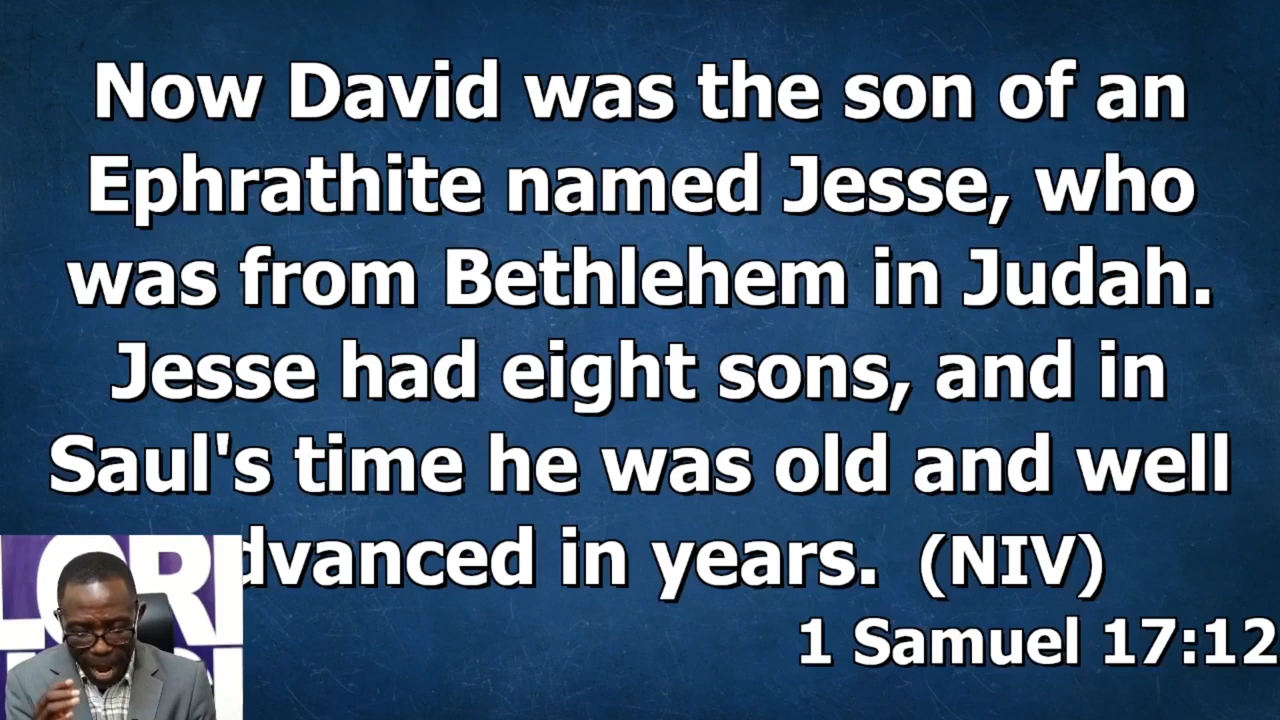 Now David was the son of an
Ephrathite named Jesse, who
was from Bethlehem in Judah.
Jesse had eight sons, and in
Saul's time he was old and well
dvanced in years. (NIV)
1 Samuel 17:12